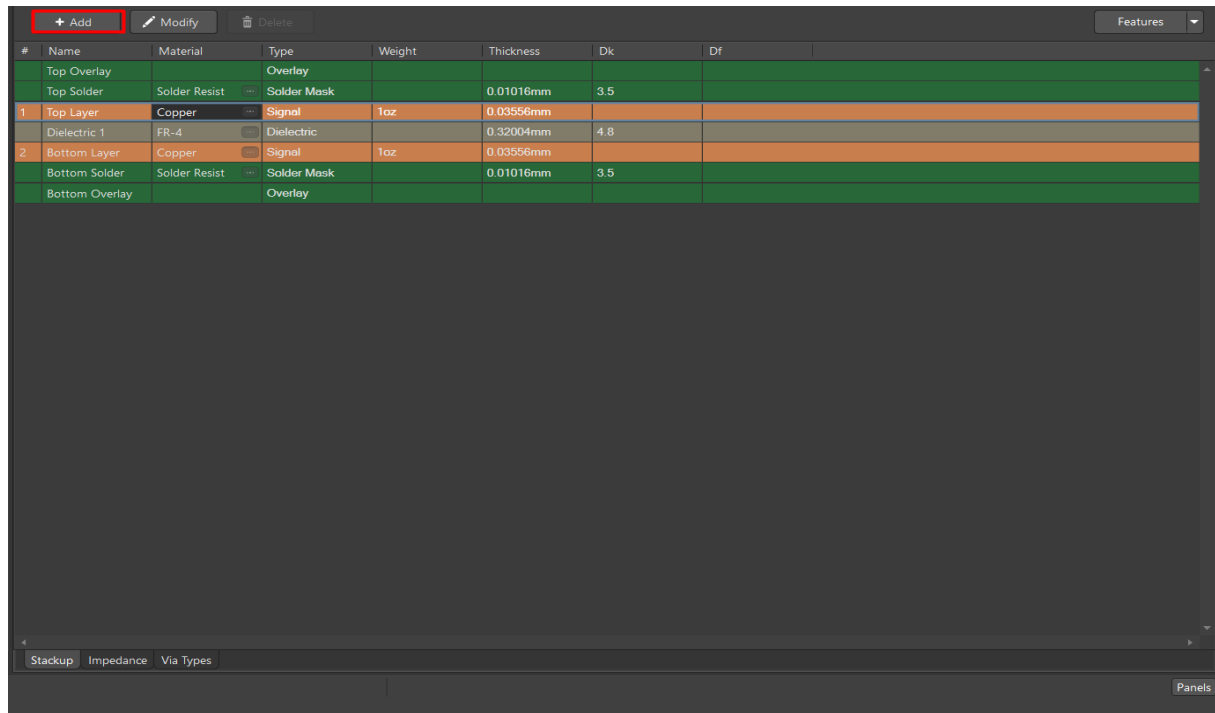 + Add Modify Delete Features
# Name Material Type Weight Thickness Dk Df
Top Overlay Overlay
Top Solder Solder Resist ... Solder Mask 0.01016mm 3.5
1 Top Layer Copper ... Signal 1oz 0.03556mm
Dielectric 1 FR-4 ... Dielectric 0.32004mm 4.8
2 Bottom Layer Copper ... Signal 1oz 0.03556mm
Bottom Solder Solder Resist ... Solder Mask 0.01016mm 3.5
Bottom Overlay Overlay
Stackup Impedance Via Types
Panels